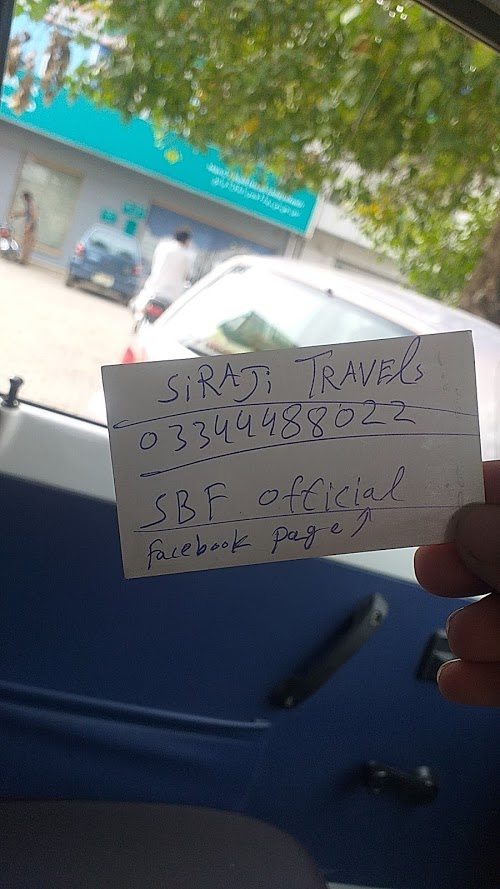 SiRAJi TRAVELs
03344488022
SBF official
facebook page